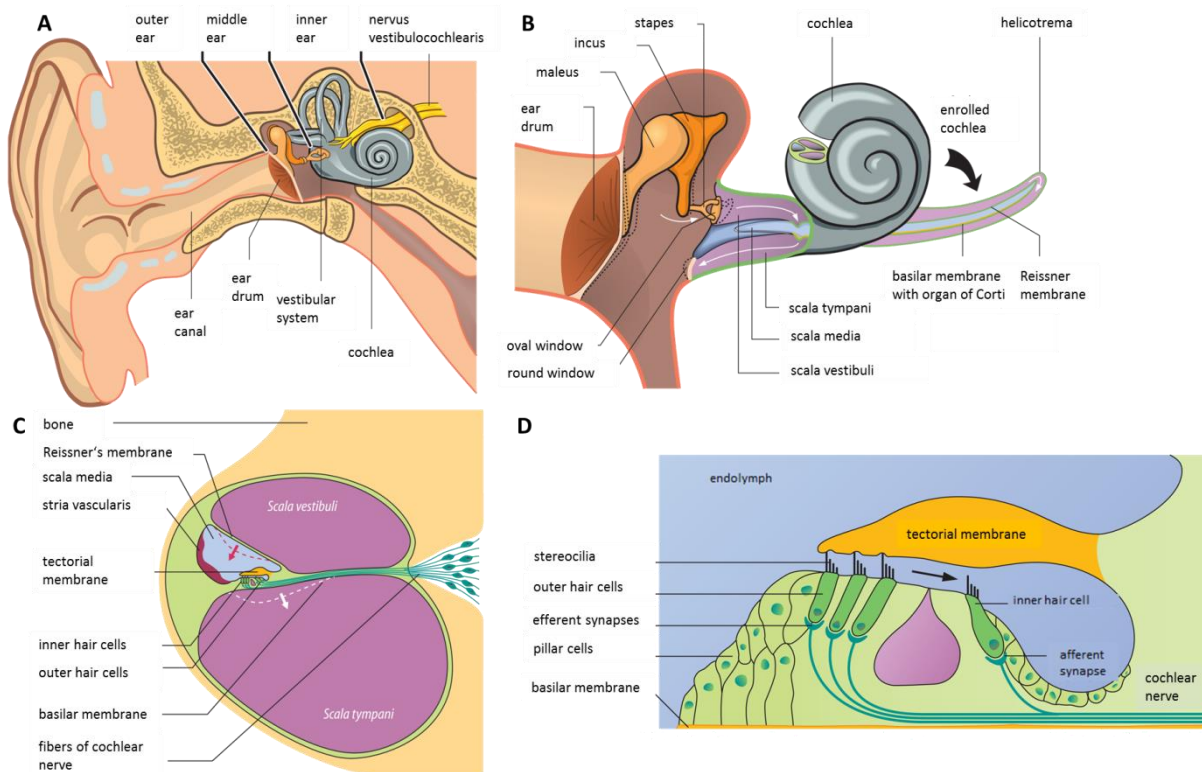 A
outer
ear
middle
ear
inner
ear
nervus
vestibulocochlearis
ear
drum
vestibular
system
ear
canal
cochlea
B
stapes
incus
maleus
ear
drum
cochlea
helicotrema
enrolled
cochlea
basilar membrane
with organ of Corti
Reissner
membrane
scala tympani
scala media
scala vestibuli
oval window
round window
C
bone
Reissner's membrane
scala media
stria vascularis
tectorial
membrane
inner hair cells
outer hair cells
basilar membrane
fibers of cochlear
nerve
Scala vestibuli
Scala tympani
D
endolymph
tectorial membrane
stereocilia
outer hair cells
efferent synapses
pillar cells
basilar membrane
inner hair cell
afferent
synapse
cochlear
nerve